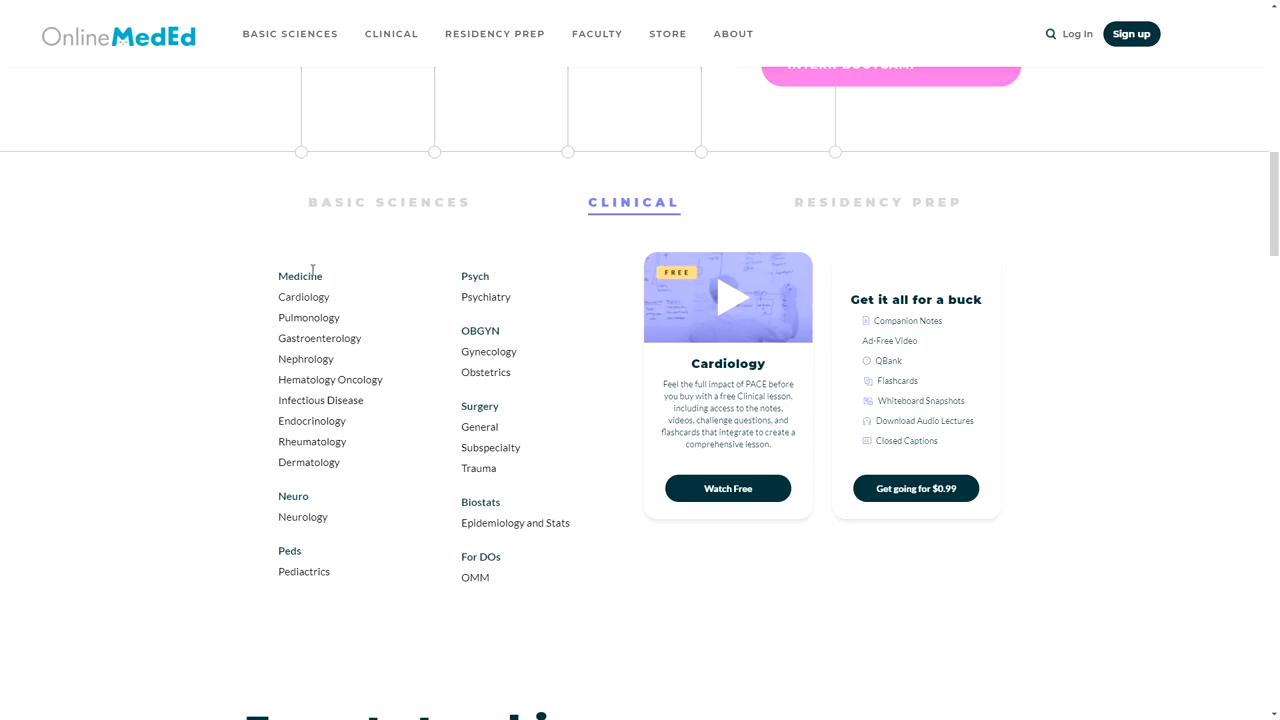 OnlineMedEd
BASIC SCIENCES CLINICAL RESIDENCY PREP FACULTY STORE ABOUT
Log In Sign up
INTERN BOOTCAMP
BASIC SCIENCES CLINICAL RESIDENCY PREP
Medicine
Cardiology
Pulmonology
Gastroenterology
Nephrology
Hematology Oncology
Infectious Disease
Endocrinology
Rheumatology
Dermatology
Neuro
Neurology
Peds
Pediactrics
Psych
Psychiatry
OBGYN
Gynecology
Obstetrics
Surgery
General
Subspecialty
Trauma
Biostats
Epidemiology and Stats
For DOs
OMM
FREE
Cardiology
Feel the full impact of PACE before
you buy with a free Clinical lesson,
including access to the notes,
videos, challenge questions, and
flashcards that integrate to create a
comprehensive lesson.
Watch Free
Get it all for a buck
Companion Notes
Ad-Free Video
QBank
Flashcards
Whiteboard Snapshots
Download Audio Lectures
Closed Captions
Get going for $0.99